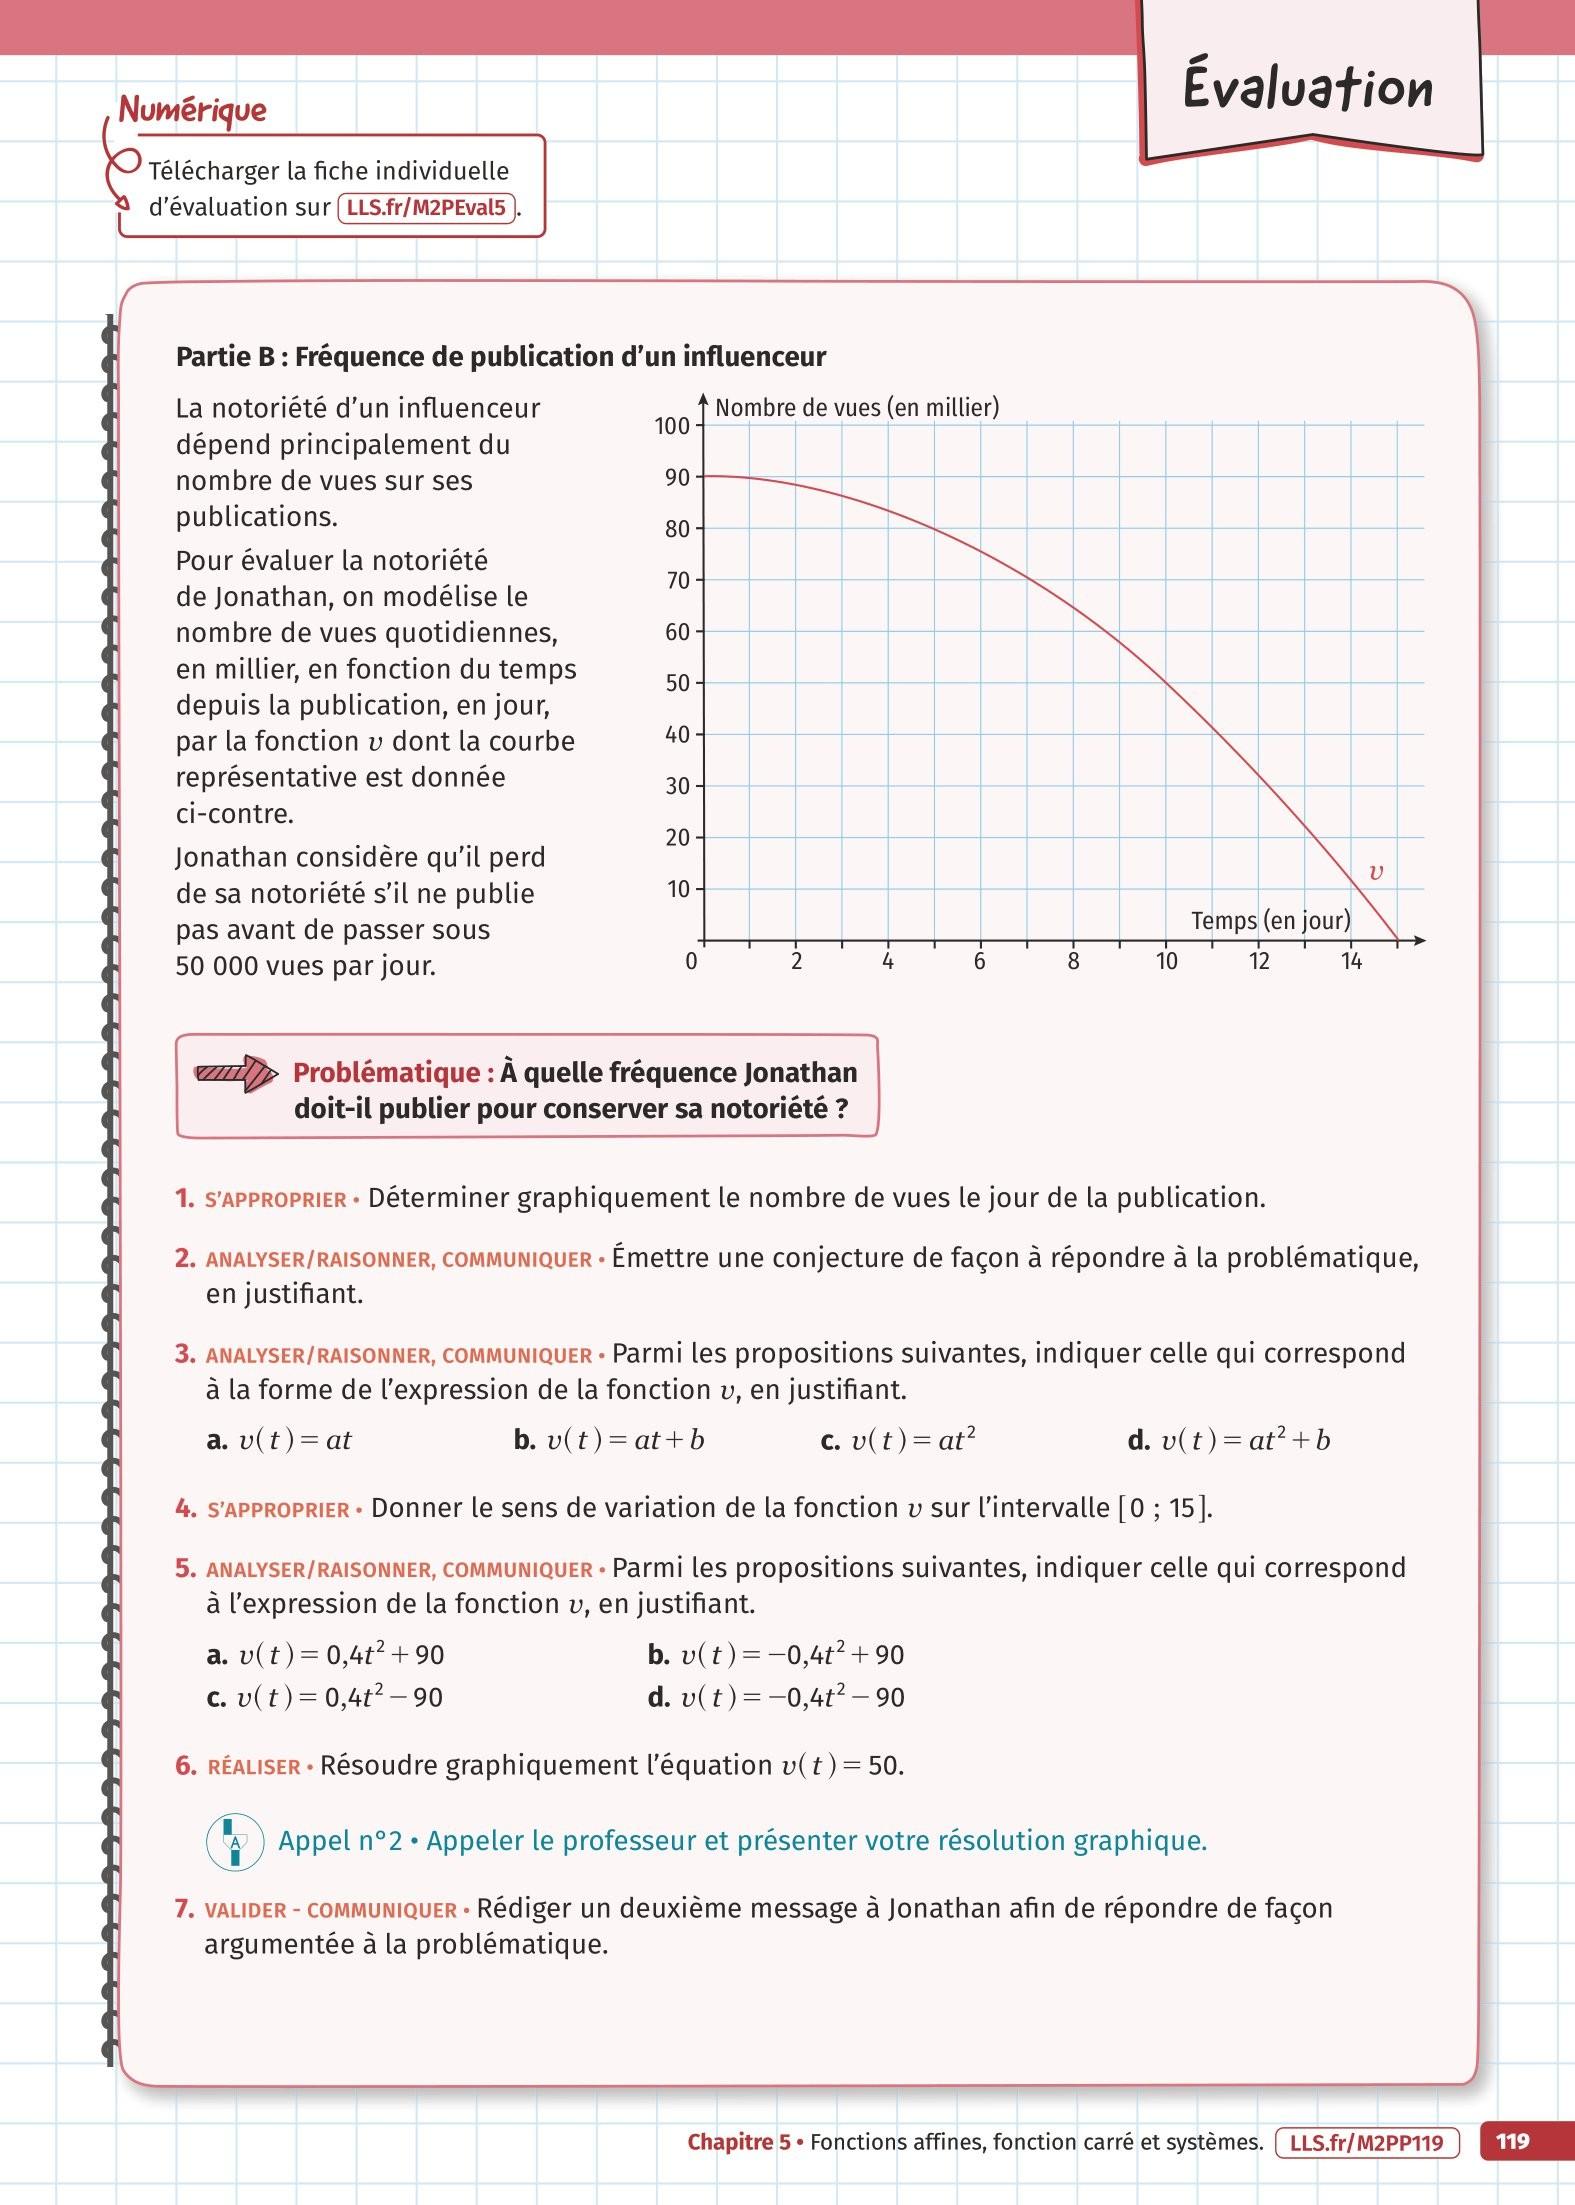 Évaluation
Numérique
Télécharger la fiche individuelle
d'évaluation sur LLS.fr/M2PEval5.
Partie B : Fréquence de publication d'un influenceur
La notoriété d'un influenceur
dépend principalement du
nombre de vues sur ses
publications.
Pour évaluer la notoriété
de Jonathan, on modélise le
nombre de vues quotidiennes,
en millier, en fonction du temps
depuis la publication, en jour,
par la fonction v dont la courbe
représentative est donnée
ci-contre.
Jonathan considère qu'il perd
de sa notoriété s'il ne publie
pas avant de passer sous
50 000 vues par jour.
Nombre de vues (en millier)
100
90
80
70
60
50
40
30
20
10
v
Temps (en jour)
0 2 4 6 8 10 12 14
Problématique : À quelle fréquence Jonathan
doit-il publier pour conserver sa notoriété ?
1. S'APPROPRIER • Déterminer graphiquement le nombre de vues le jour de la publication.
2. ANALYSER/RAISONNER, COMMUNIQUER • Émettre une conjecture de façon à répondre à la problématique,
en justifiant.
3. ANALYSER/RAISONNER, COMMUNIQUER • Parmi les propositions suivantes, indiquer celle qui correspond
à la forme de l'expression de la fonction v, en justifiant.
a. v(t) = at b. v(t) = at + b c. v(t) = at² d. v(t) = at² + b
4. S'APPROPRIER • Donner le sens de variation de la fonction v sur l'intervalle [0 ; 15].
5. ANALYSER/RAISONNER, COMMUNIQUER • Parmi les propositions suivantes, indiquer celle qui correspond
à l'expression de la fonction v, en justifiant.
a. v(t) = 0,4t² + 90 b. v(t) = −0,4t² + 90
c. v(t) = 0,4t² − 90 d. v(t) = −0,4t² − 90
6. RÉALISER • Résoudre graphiquement l'équation v(t) = 50.
A
Appel n°2 • Appeler le professeur et présenter votre résolution graphique.
7. VALIDER - COMMUNIQUER • Rédiger un deuxième message à Jonathan afin de répondre de façon
argumentée à la problématique.
Chapitre 5 • Fonctions affines, fonction carré et systèmes. LLS.fr/M2PP119 119